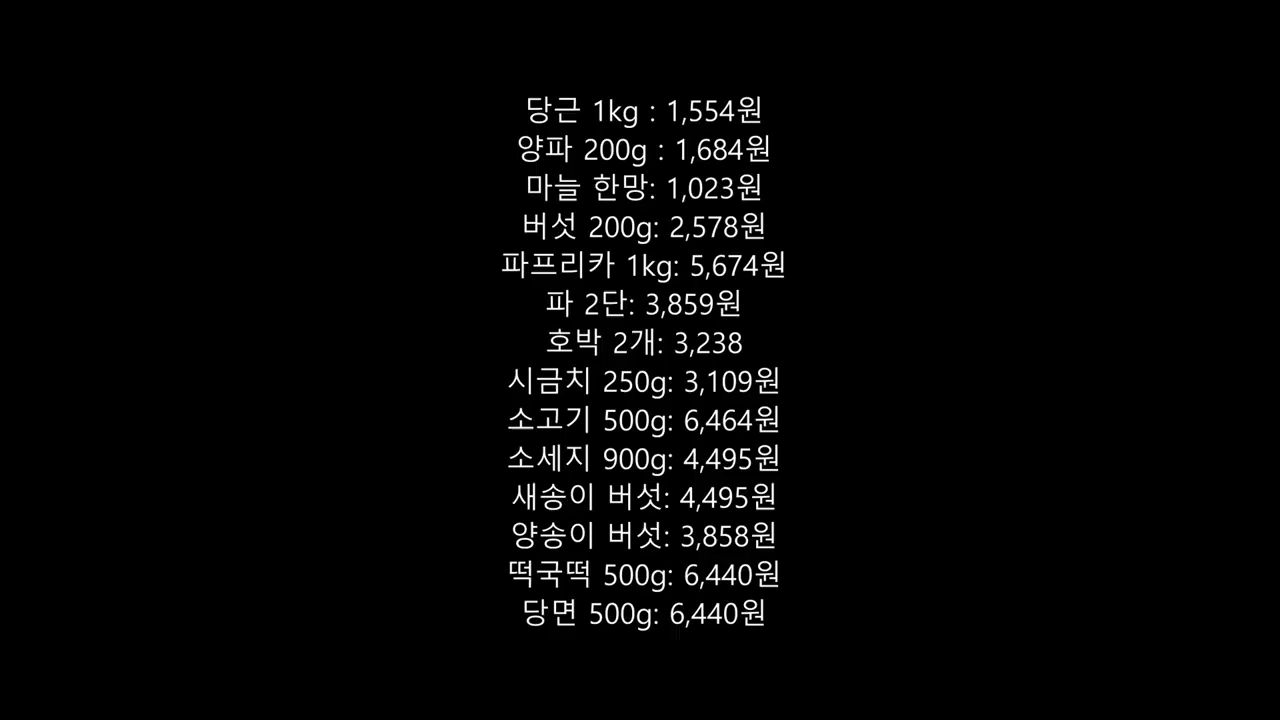 당근 1kg : 1,554원
양파 200g : 1,684원
마늘 한망: 1,023원
버섯 200g: 2,578원
파프리카 1kg: 5,674원
파 2단: 3,859원
호박 2개: 3,238
시금치 250g: 3,109원
소고기 500g: 6,464원
소세지 900g: 4,495원
새송이 버섯: 4,495원
양송이 버섯: 3,858원
떡국떡 500g: 6,440원
당면 500g: 6,440원